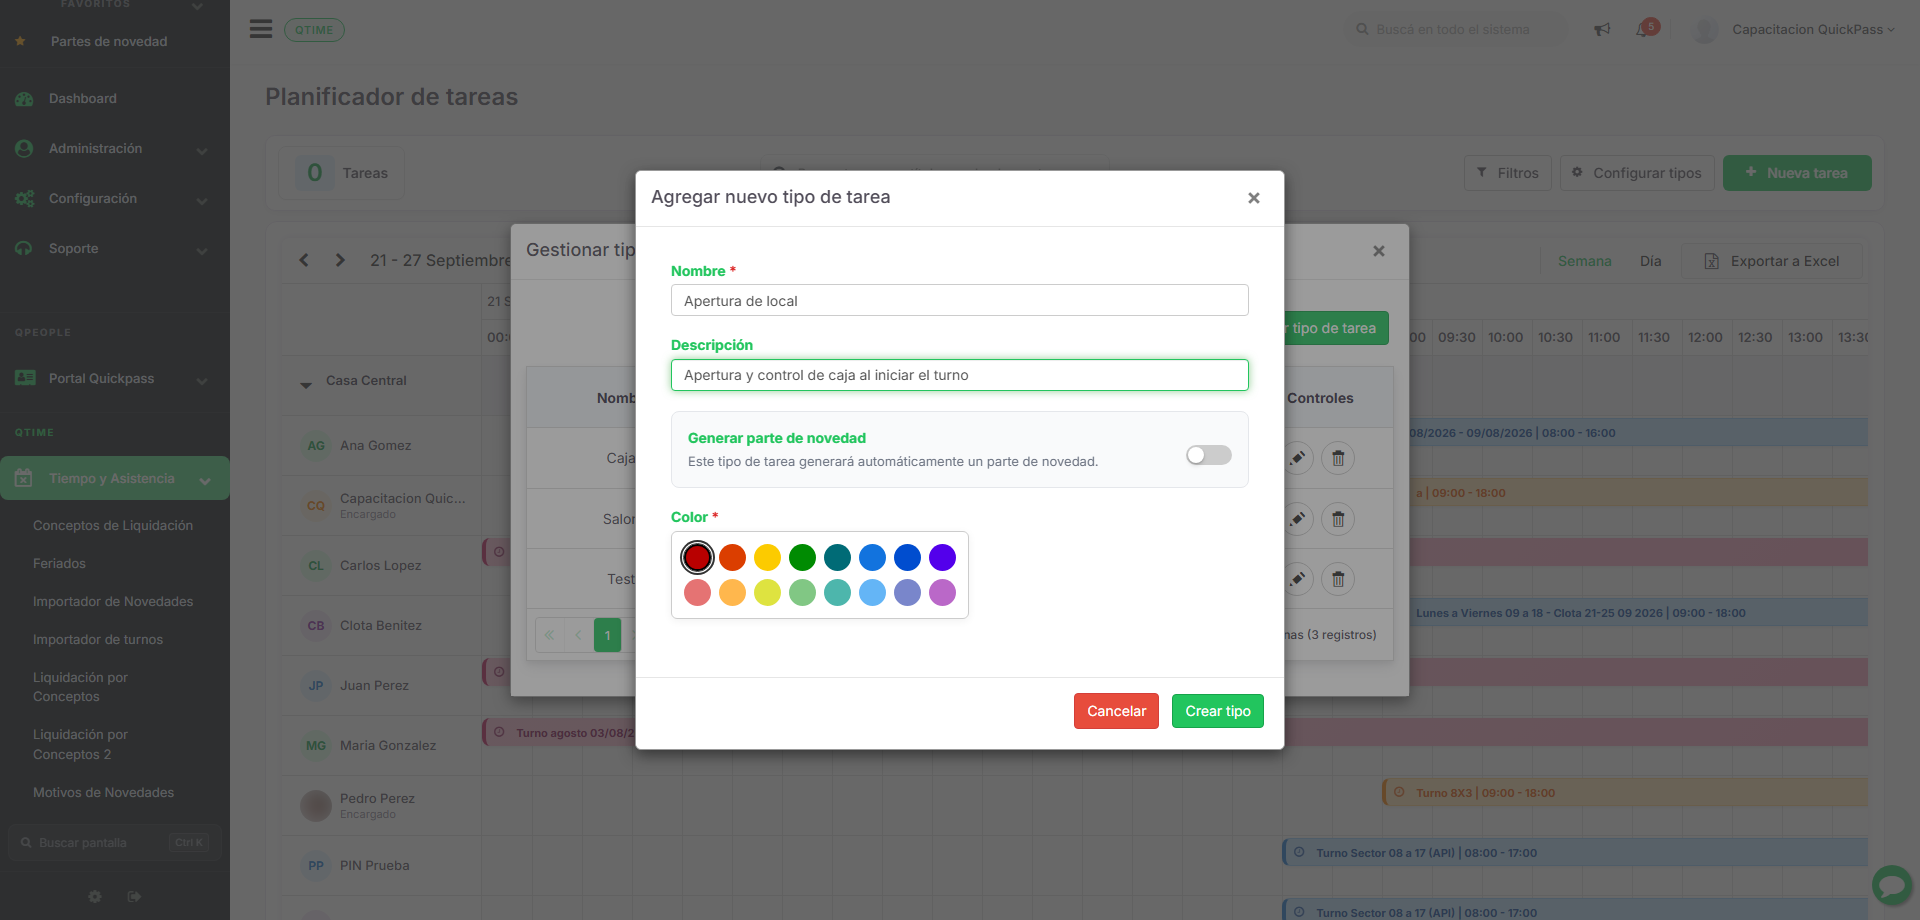 FAVORITOS
Partes de novedad
Dashboard
Administración
Configuración
Soporte
QPEOPLE
Portal Quickpass
QTIME
Tiempo y Asistencia
Conceptos de Liquidación
Feriados
Importador de Novedades
Importador de turnos
Liquidación por
Conceptos
Liquidación por
Conceptos 2
Motivos de Novedades
Buscar pantalla
Ctrl K
QTIME
Buscá en todo el sistema
5
Capacitacion QuickPass
Planificador de tareas
0 Tareas
Filtros
Configurar tipos
+ Nueva tarea
21 - 27 Septiembre
Semana
Día
Exportar a Excel
21 S
00:
00 09:30 10:00 10:30 11:00 11:30 12:00 12:30 13:00 13:30
Casa Central
AG Ana Gomez
08/2026 - 09/08/2026 | 08:00 - 16:00
CQ Capacitacion Quic...
Encargado
a | 09:00 - 18:00
CL Carlos Lopez
CB Clota Benitez
Lunes a Viernes 09 a 18 - Clota 21-25 09 2026 | 09:00 - 18:00
JP Juan Perez
MG Maria Gonzalez
Turno agosto 03/08/2
Pedro Perez
Encargado
Turno 8X3 | 09:00 - 18:00
PP PIN Prueba
Turno Sector 08 a 17 (API) | 08:00 - 17:00
Turno Sector 08 a 17 (API) | 08:00 - 17:00
Gestionar tip
r tipo de tarea
Nomb
Controles
Caja
Salon
Test
« ‹ 1
nas (3 registros)
Agregar nuevo tipo de tarea
Nombre *
Apertura de local
Descripción
Apertura y control de caja al iniciar el turno
Generar parte de novedad
Este tipo de tarea generará automáticamente un parte de novedad.
Color *
Cancelar
Crear tipo